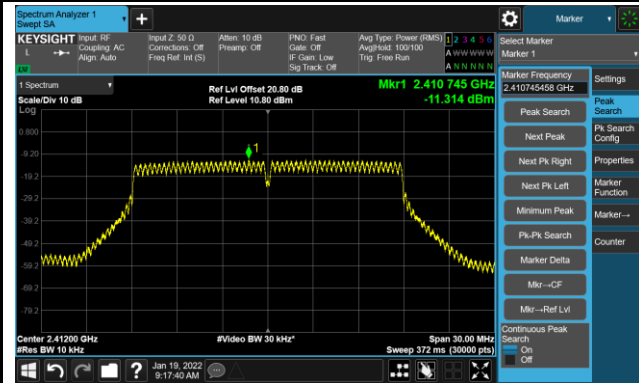 Spectrum Analyzer 1
Swept SA
Marker
KEYSIGHT
L
Input: RF
Coupling: AC
Align: Auto
Input Z: 50 Ω
Corrections: Off
Freq Ref: Int (S)
Atten: 10 dB
Preamp: Off
PNO: Fast
Gate: Off
IF Gain: Low
Sig Track: Off
Avg Type: Power (RMS)
Avg|Hold: 100/100
Trig: Free Run
1 2 3 4 5 6
A W W W W W
A N N N N N
Select Marker
Marker 1
1 Spectrum
Scale/Div 10 dB
Ref Lvl Offset 20.80 dB
Ref Level 10.80 dBm
Mkr1 2.410 745 GHz
-11.314 dBm
Log
0.800
-9.20
-19.2
-29.2
-39.2
-49.2
-59.2
-69.2
-79.2
1
Center 2.41200 GHz
#Res BW 10 kHz
#Video BW 30 kHz*
Span 30.00 MHz
Sweep 372 ms (30000 pts)
Marker Frequency
2.410745458 GHz
Peak Search
Next Peak
Next Pk Right
Next Pk Left
Minimum Peak
Pk-Pk Search
Marker Delta
Mkr→CF
Mkr→Ref Lvl
Continuous Peak
Search
On
Off
Settings
Peak
Search
Pk Search
Config
Properties
Marker
Function
Marker→
Counter
?
Jan 19, 2022
9:17:40 AM